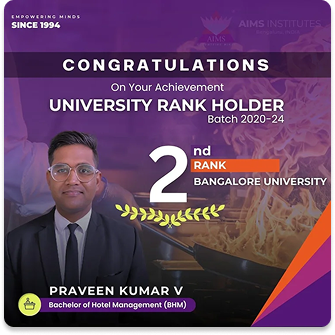 EMPOWERING MINDS
SINCE 1994
AIMS
AIMS INSTITUTES
CONGRATULATIONS
On Your Achievement
UNIVERSITY RANK HOLDER
Batch 2020-24
2nd
RANK
BANGALORE UNIVERSITY
PRAVEEN KUMAR V
Bachelor of Hotel Management (BHM)